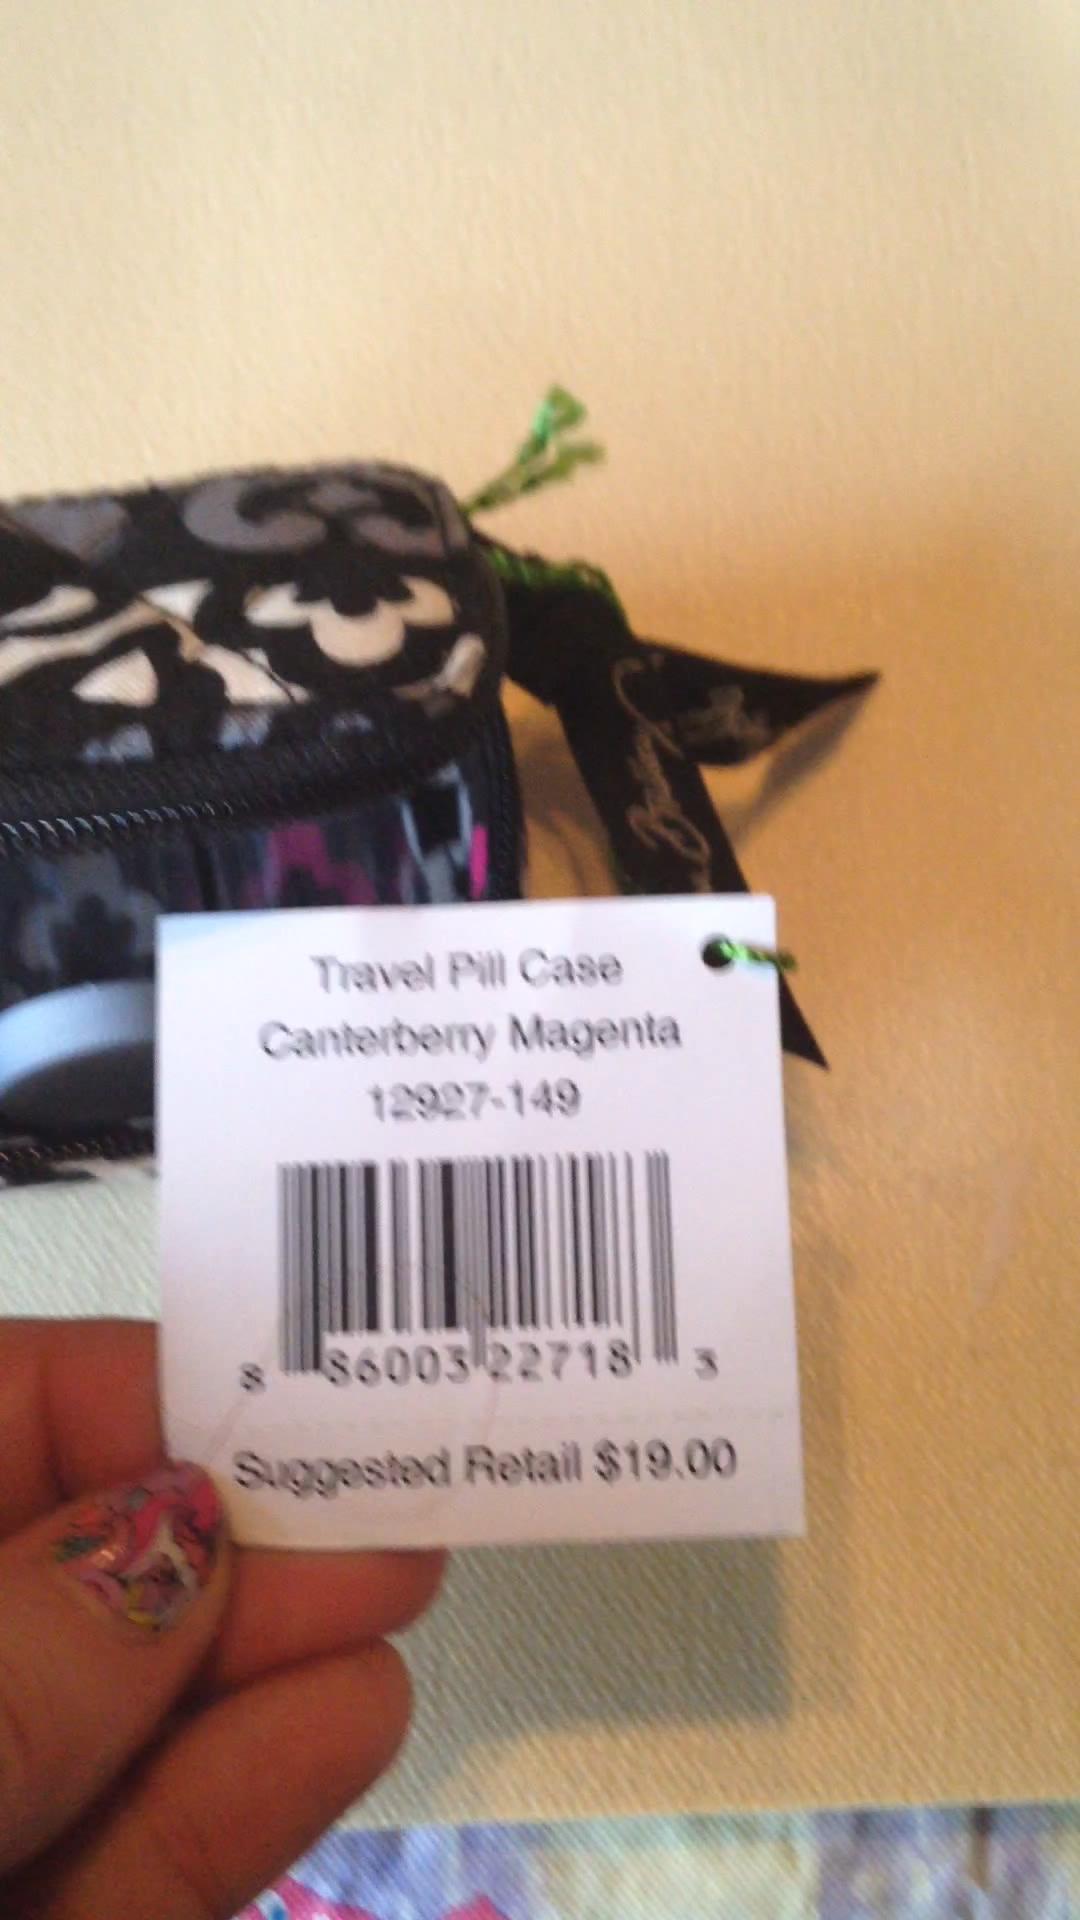 Travel Pill Case
Canterberry Magenta
12927-149
8 86003 22718 3
Suggested Retail $19.00